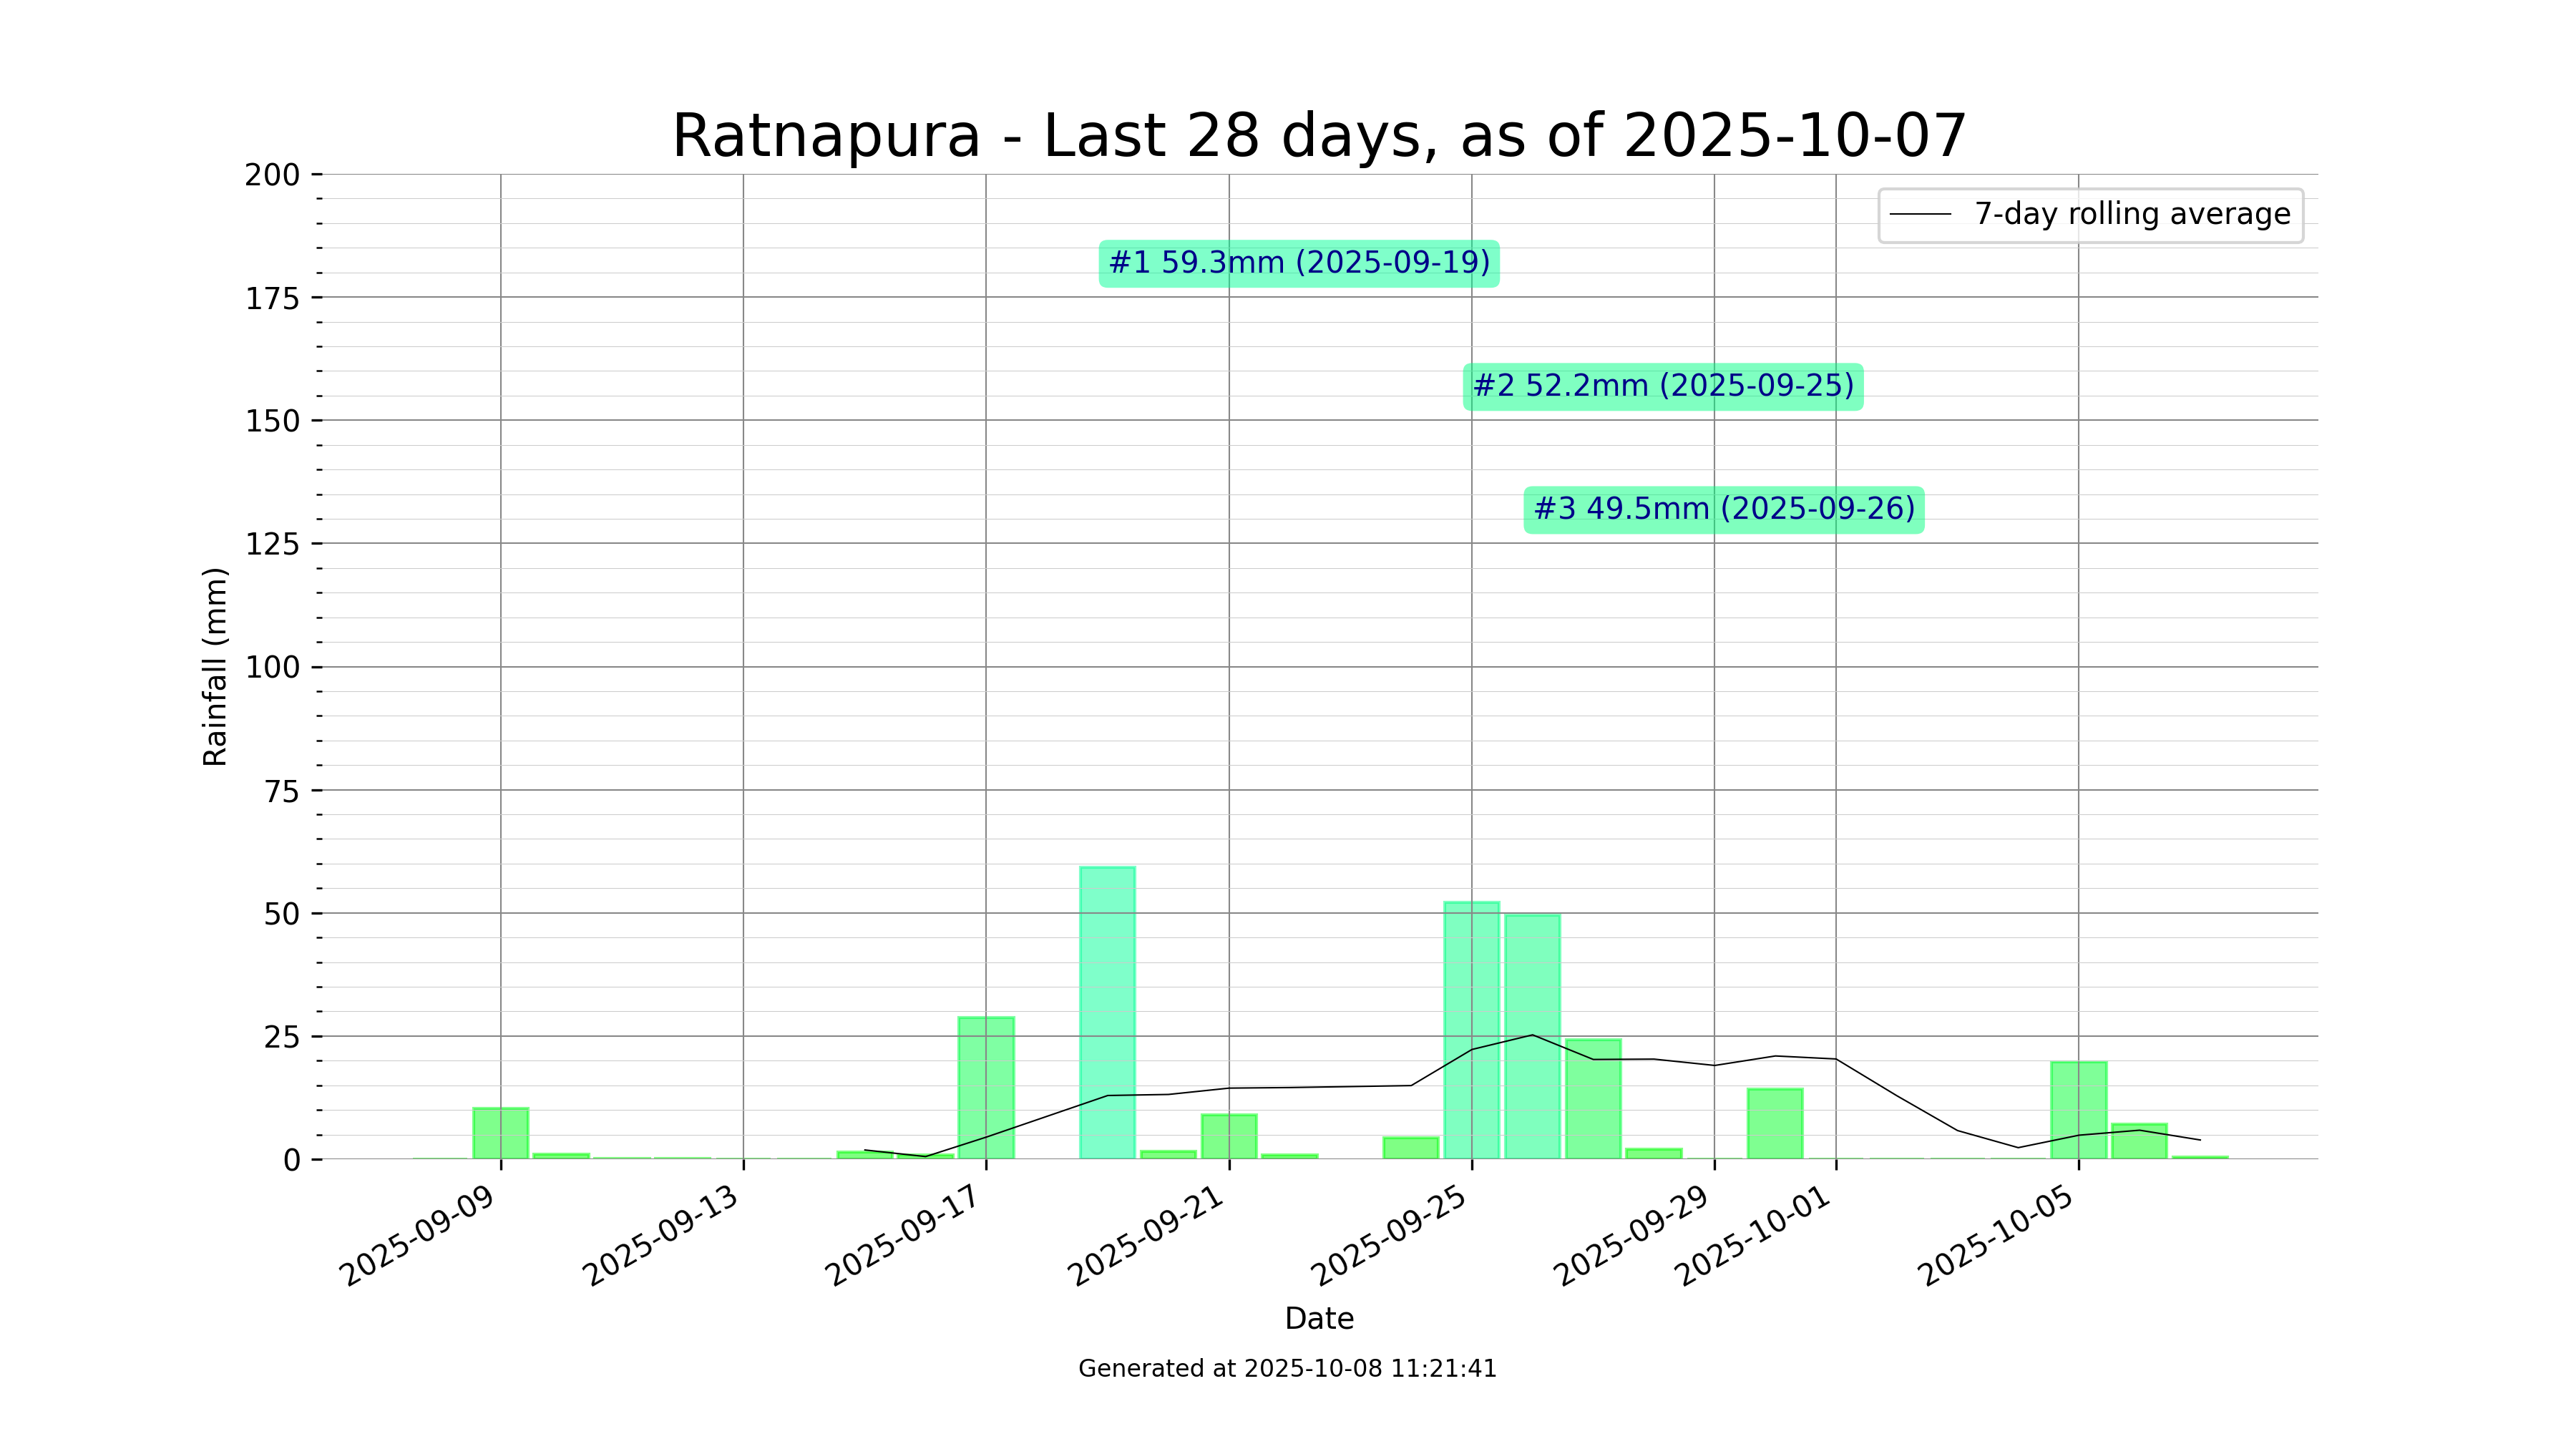 Ratnapura - Last 28 days, as of 2025-10-07
7-day rolling average
#1 59.3mm (2025-09-19)
#2 52.2mm (2025-09-25)
#3 49.5mm (2025-09-26)
Rainfall (mm)
200
175
150
125
100
75
50
25
0
2025-09-09
2025-09-13
2025-09-17
2025-09-21
2025-09-25
2025-09-29
2025-10-01
2025-10-05
Date
Generated at 2025-10-08 11:21:41